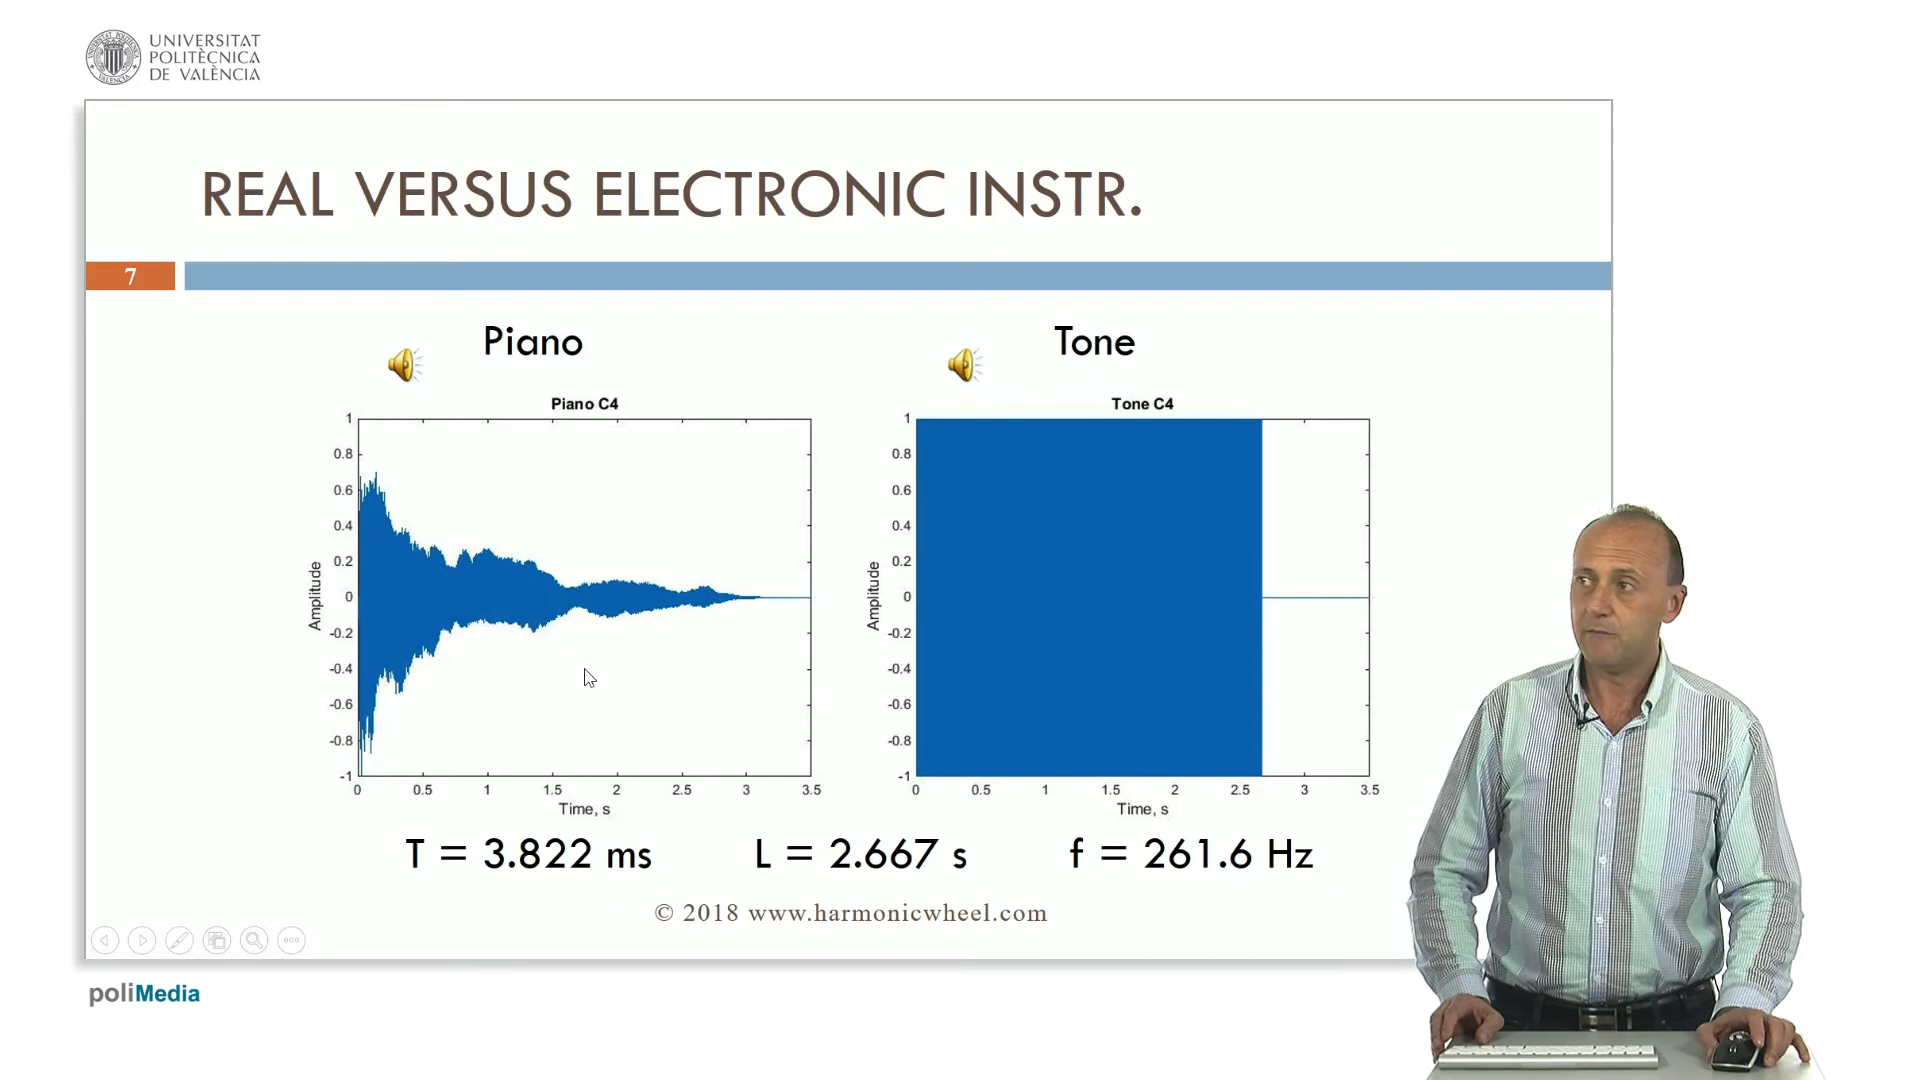 UNIVERSITAT
POLITÈCNICA
DE VALÈNCIA
REAL VERSUS ELECTRONIC INSTR.
7
Piano
Tone
Piano C4
1
0.8
0.6
0.4
0.2
0
-0.2
-0.4
-0.6
-0.8
-1
Amplitude
0 0.5 1 1.5 2 2.5 3 3.5
Time, s
Tone C4
1
0.8
0.6
0.4
0.2
0
-0.2
-0.4
-0.6
-0.8
-1
Amplitude
0 0.5 1 1.5 2 2.5 3 3.5
Time, s
T = 3.822 ms
L = 2.667 s
f = 261.6 Hz
© 2018 www.harmonicwheel.com
poliMedia